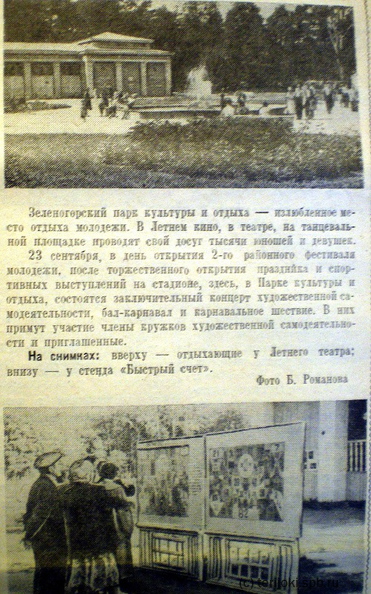 Зеленогорский парк культуры и отдыха — излюбленное ме-
сто отдыха молодежи. В Летнем кино, в театре, на танцеваль-
ной площадке проводят свой досуг тысячи юношей и девушек.
23 сентября, в день открытия 2-го районного фестиваля
молодежи, после торжественного открытия праздника и спор-
тивных выступлений на стадионе, здесь, в Парке культуры и
отдыха, состоятся заключительный концерт художественной са-
модеятельности, бал-карнавал и карнавальное шествие. В них
примут участие члены кружков художественной самодеятельно-
сти и приглашенные.
На снимках: вверху — отдыхающие у Летнего театра;
внизу — у стенда «Быстрый счет».
Фото Б. Романова
(c) terijoki.spb.ru